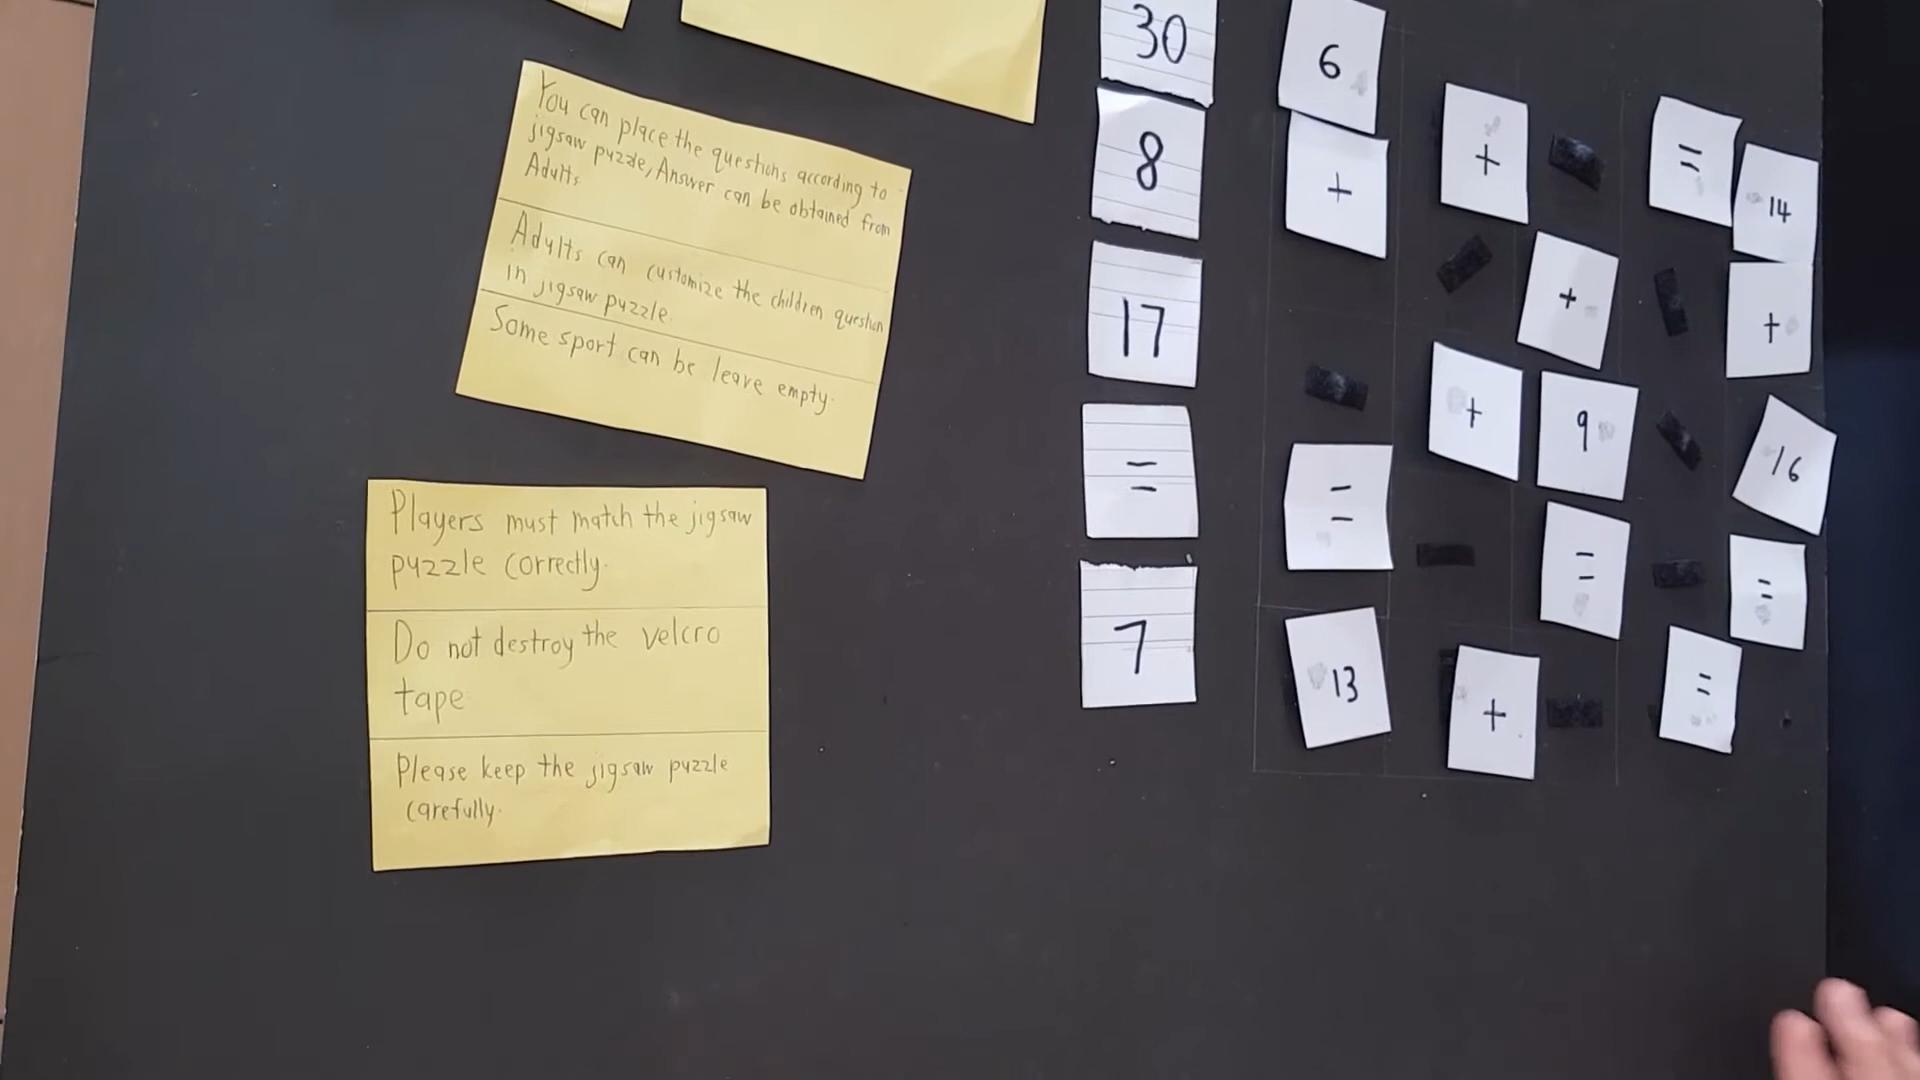 You can place the questions according to
jigsaw puzzle, Answer can be obtained from
Adults
Adults can customize the children question
in jigsaw puzzle.
Some sport can be leave empty.
Players must match the jigsaw
puzzle correctly.
Do not destroy the velcro
tape
Please keep the jigsaw puzzle
carefully.
30
8
17
=
7
6 + + = 14
+ + +
+ 9 16
= = =
13 + =